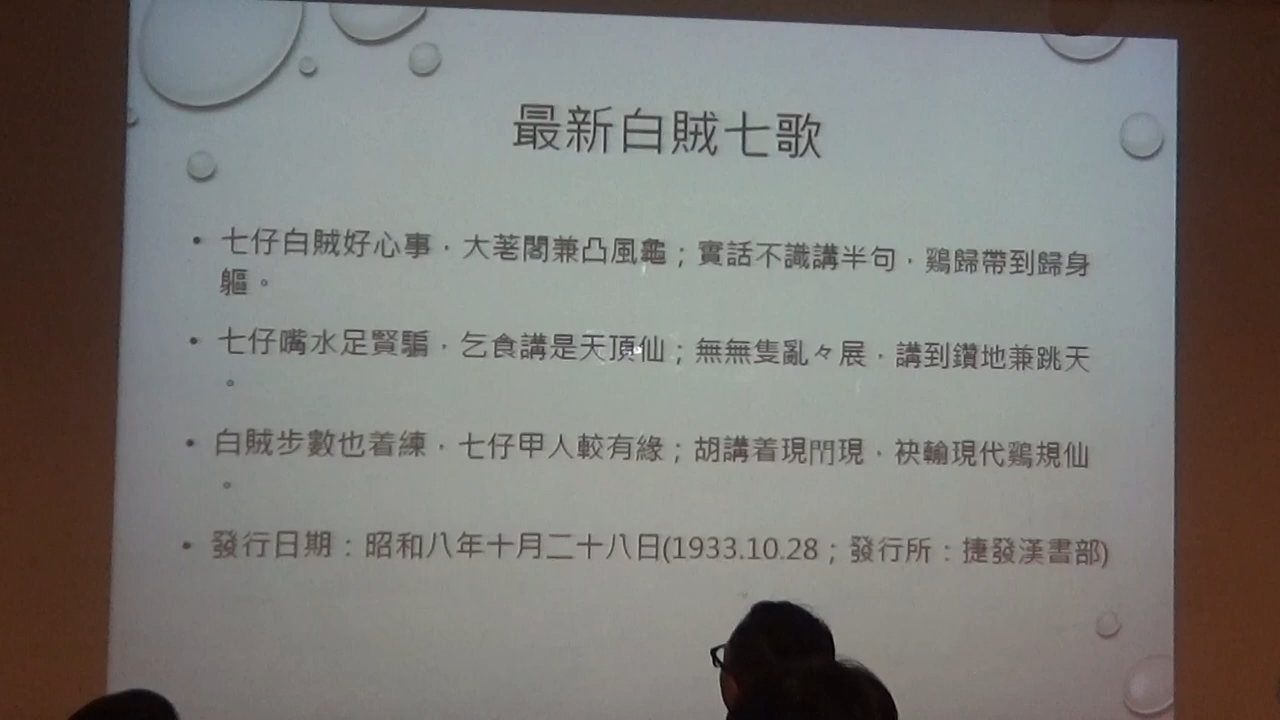 最新白賊七歌
• 七仔白賊好心事，大荖閣兼凸風龜；實話不識講半句，鷄歸帶到歸身
軀。
• 七仔嘴水足賢騙，乞食講是天頂仙；無無隻亂々展，講到鑽地兼跳天
。
• 白賊步數也着練，七仔甲人較有緣；胡講着現閂現，袂輸現代鷄規仙
。
• 發行日期：昭和八年十月二十八日(1933.10.28；發行所：捷發漢書部)